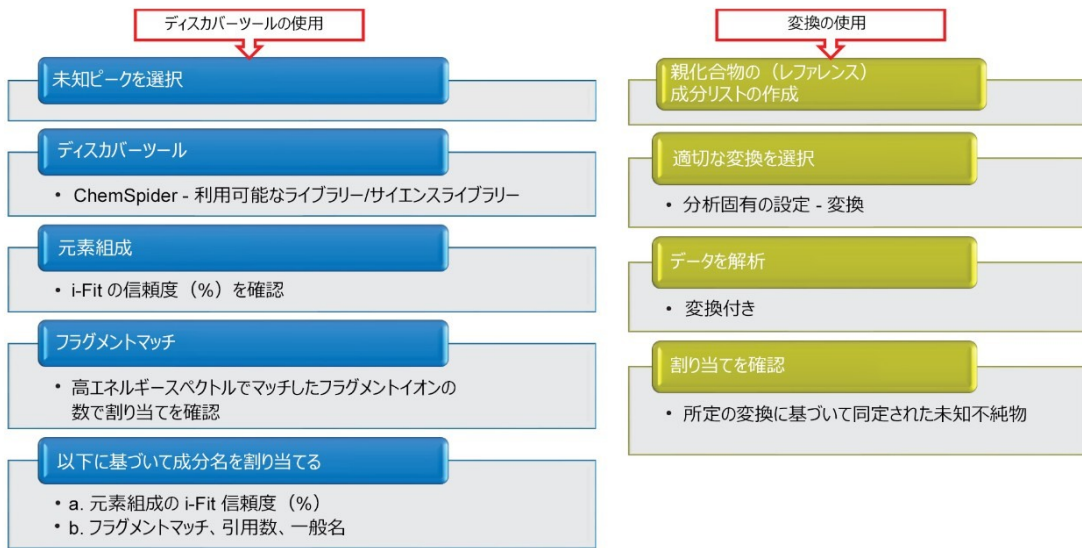 ディスカバーツールの使用
未知ピークを選択
ディスカバーツール
• ChemSpider - 利用可能なライブラリー/サイエンスライブラリー
元素組成
• i-Fit の信頼度（%）を確認
フラグメントマッチ
• 高エネルギースペクトルでマッチしたフラグメントイオンの
数で割り当てを確認
以下に基づいて成分名を割り当てる
• a. 元素組成の i-Fit 信頼度（%）
• b. フラグメントマッチ、引用数、一般名
変換の使用
親化合物の（レファレンス）
成分リストの作成
適切な変換を選択
• 分析固有の設定 - 変換
データを解析
• 変換付き
割り当てを確認
• 所定の変換に基づいて同定された未知不純物